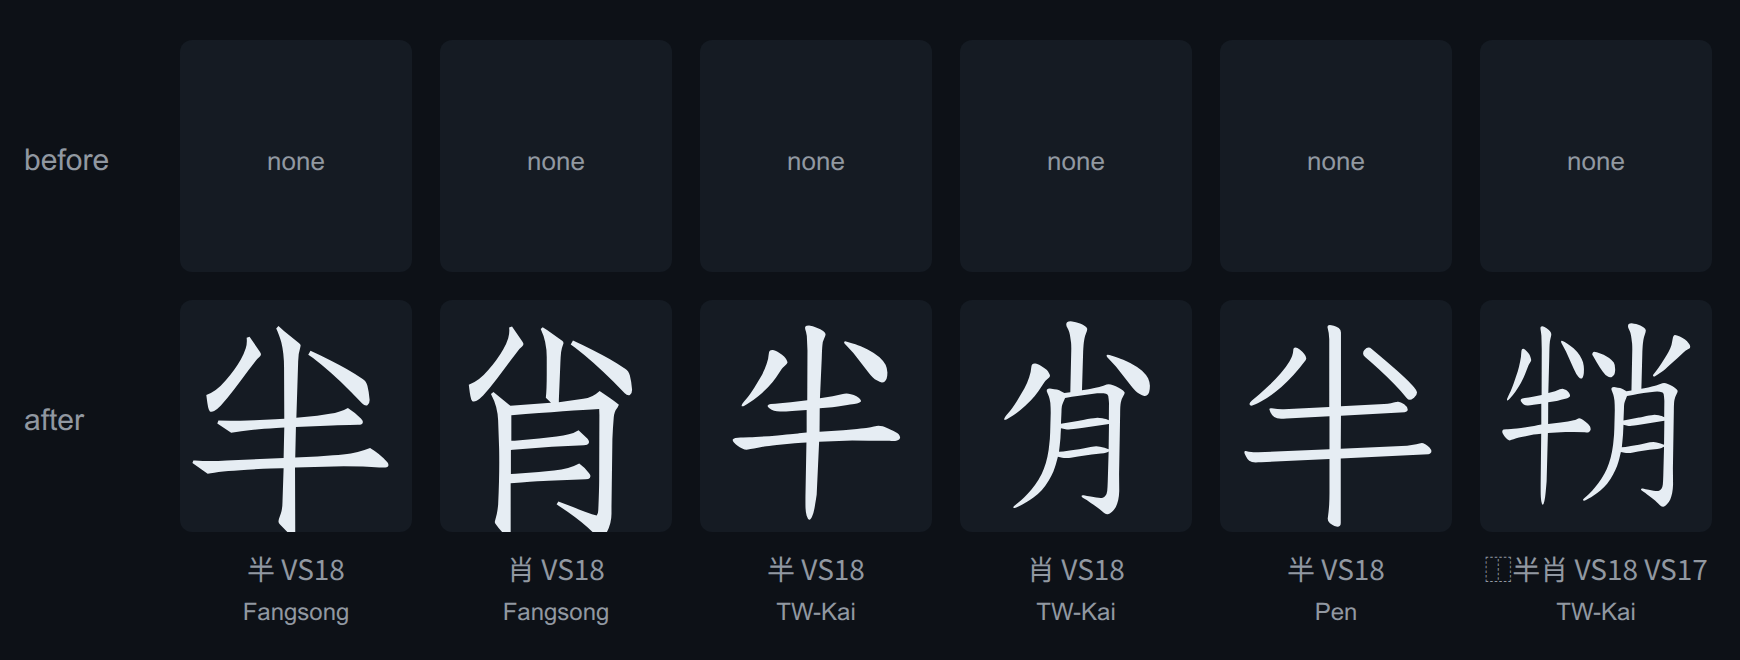 before none none none none none none
after 半 肖 半 肖 半 ⿰半肖
半 VS18 肖 VS18 半 VS18 肖 VS18 半 VS18 ⿰半肖 VS18 VS17
Fangsong Fangsong TW-Kai TW-Kai Pen TW-Kai